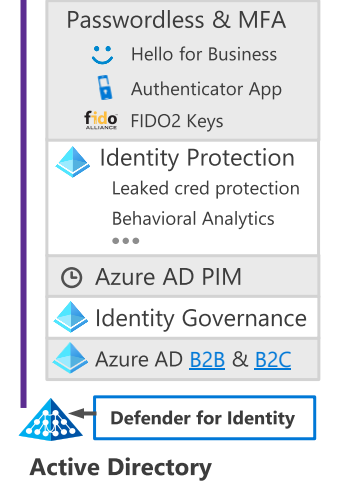 Passwordless & MFA
Hello for Business
Authenticator App
fido
ALLIANCE
FIDO2 Keys
Identity Protection
Leaked cred protection
Behavioral Analytics
Azure AD PIM
Identity Governance
Azure AD B2B & B2C
Defender for Identity
Active Directory